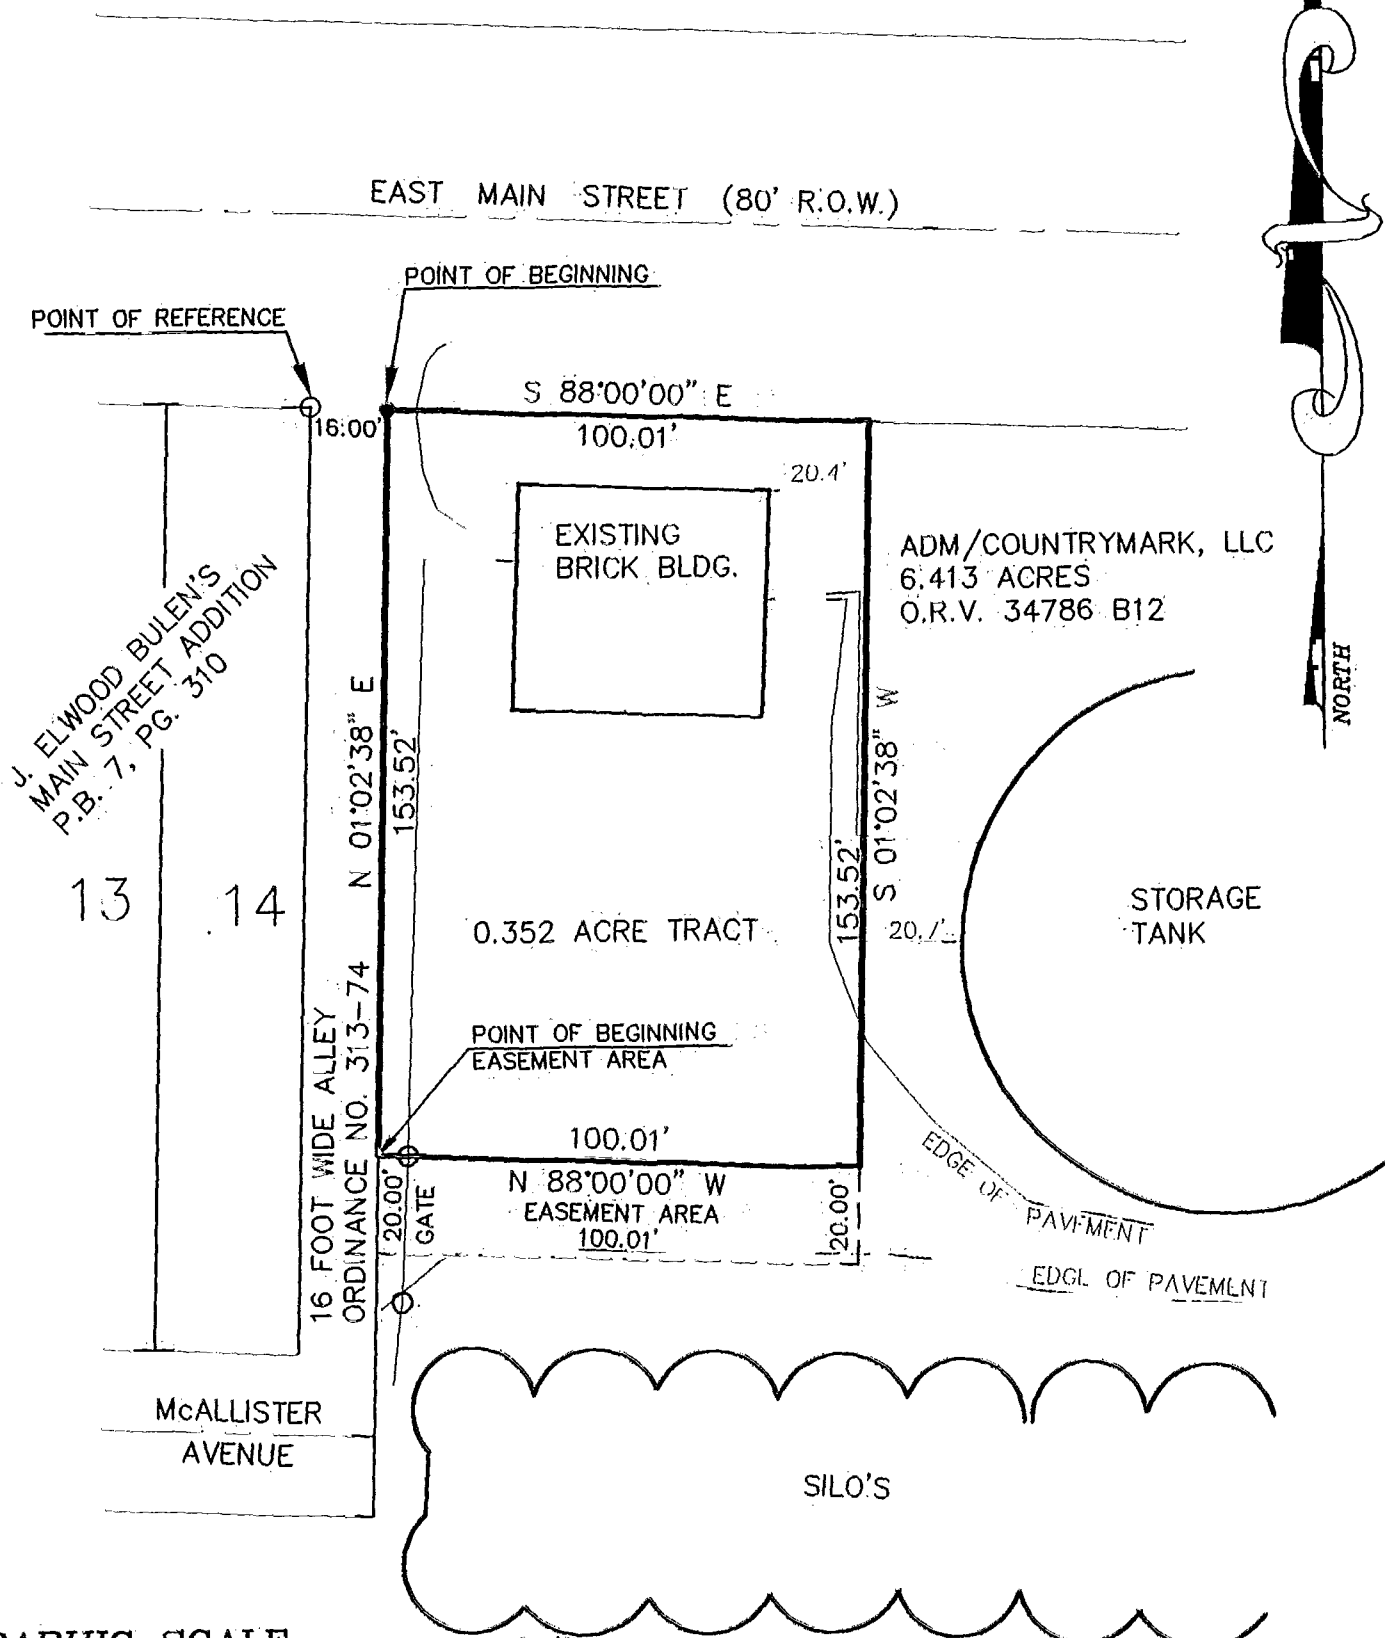 EAST MAIN STREET (80' R.O.W.)
POINT OF BEGINNING
POINT OF REFERENCE
S 88°00'00" E
16.00'
100.01'
20.4'
EXISTING
BRICK BLDG.
ADM/COUNTRYMARK, LLC
6.413 ACRES
O.R.V. 34786 B12
NORTH
J. ELWOOD BULEN'S
MAIN STREET ADDITION
P.B. 7, PG. 310
N 01°02'38" E
153.52'
S 01°02'38" W
153.52'
13
14
0.352 ACRE TRACT
STORAGE
TANK
16 FOOT WIDE ALLEY
ORDINANCE NO. 313-74
POINT OF BEGINNING
EASEMENT AREA
100.01'
N 88°00'00" W
EASEMENT AREA
100.01'
20.00'
GATE
20.00'
EDGE OF
PAVEMENT
EDGE OF PAVEMENT
McALLISTER
AVENUE
SILO'S
SCALE